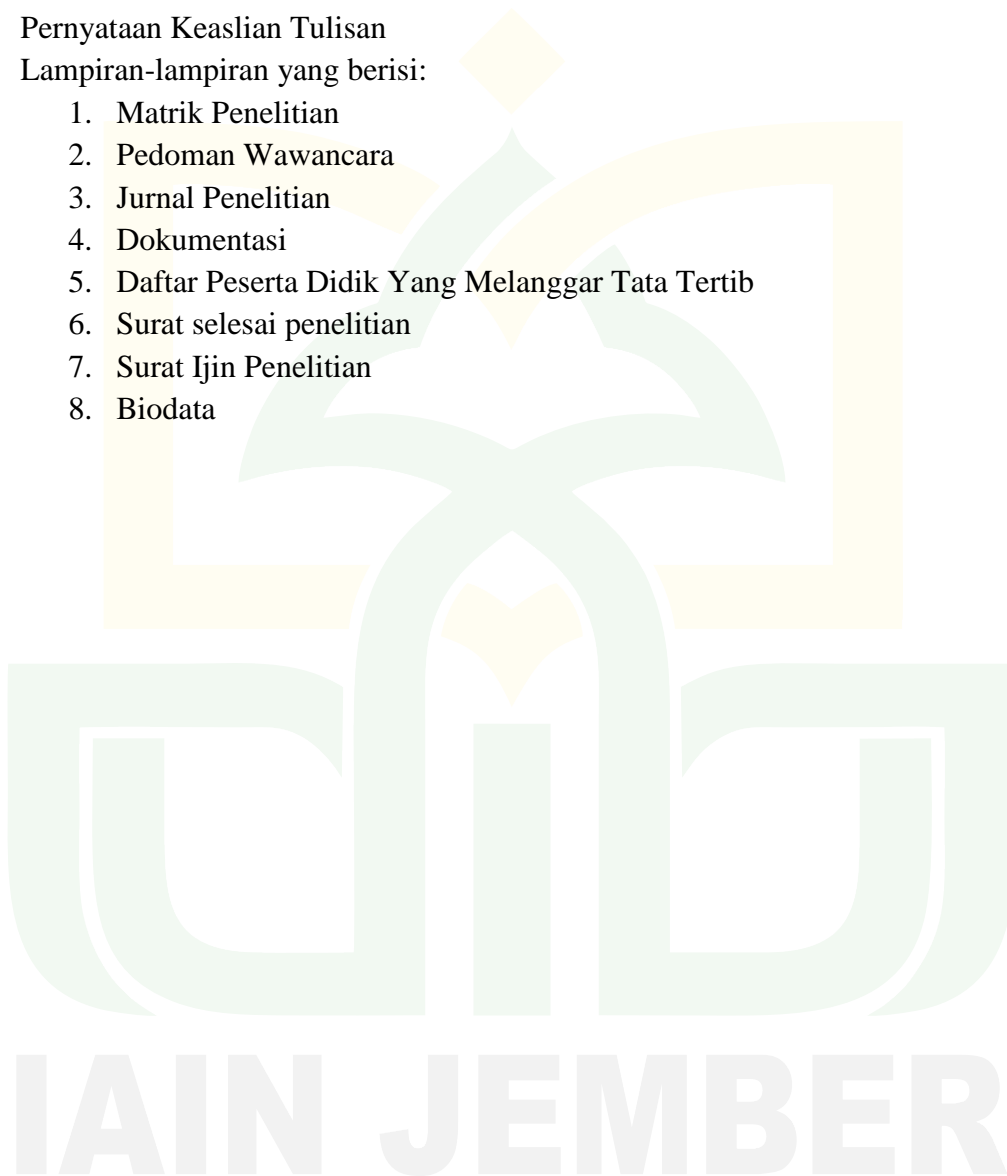 Pernyataan Keaslian Tulisan
Lampiran-lampiran yang berisi:
1. Matrik Penelitian
2. Pedoman Wawancara
3. Jurnal Penelitian
4. Dokumentasi
5. Daftar Peserta Didik Yang Melanggar Tata Tertib
6. Surat selesai penelitian
7. Surat Ijin Penelitian
8. Biodata
IAIN JEMBER